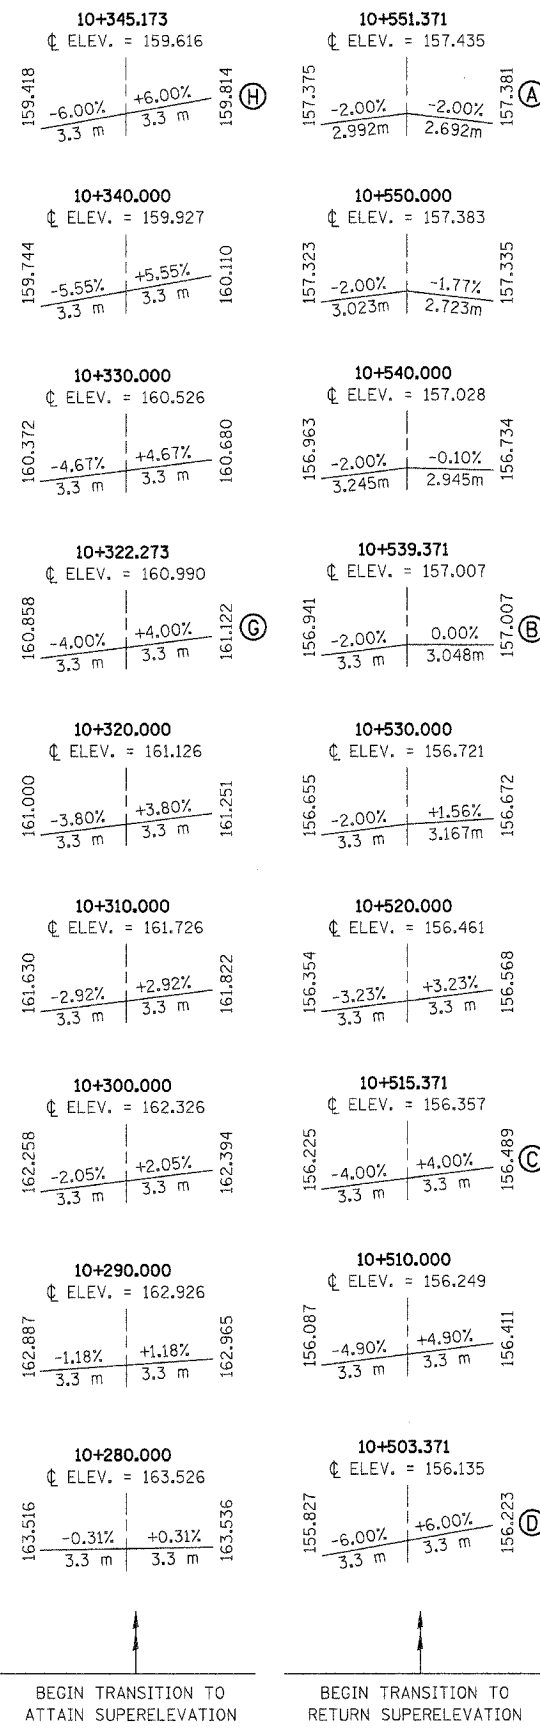 10+345.173
℄ ELEV. = 159.616
159.418
-6.00%
+6.00%
159.814
3.3 m
3.3 m
H
10+340.000
℄ ELEV. = 159.927
159.744
-5.55%
+5.55%
160.110
3.3 m
3.3 m
10+330.000
℄ ELEV. = 160.526
160.372
-4.67%
+4.67%
160.680
3.3 m
3.3 m
10+322.273
℄ ELEV. = 160.990
160.858
-4.00%
+4.00%
161.122
3.3 m
3.3 m
G
10+320.000
℄ ELEV. = 161.126
161.000
-3.80%
+3.80%
161.251
3.3 m
3.3 m
10+310.000
℄ ELEV. = 161.726
161.630
-2.92%
+2.92%
161.822
3.3 m
3.3 m
10+300.000
℄ ELEV. = 162.326
162.258
-2.05%
+2.05%
162.394
3.3 m
3.3 m
10+290.000
℄ ELEV. = 162.926
162.887
-1.18%
+1.18%
162.965
3.3 m
3.3 m
10+280.000
℄ ELEV. = 163.526
163.516
-0.31%
+0.31%
163.536
3.3 m
3.3 m
BEGIN TRANSITION TO
ATTAIN SUPERELEVATION
10+551.371
℄ ELEV. = 157.435
157.375
-2.00%
-2.00%
157.381
2.992m
2.692m
A
10+550.000
℄ ELEV. = 157.383
157.323
-2.00%
-1.77%
157.335
3.023m
2.723m
10+540.000
℄ ELEV. = 157.028
156.963
-2.00%
-0.10%
156.734
3.245m
2.945m
10+539.371
℄ ELEV. = 157.007
156.941
-2.00%
0.00%
157.007
3.3 m
3.048m
B
10+530.000
℄ ELEV. = 156.721
156.655
-2.00%
+1.56%
156.672
3.3 m
3.167m
10+520.000
℄ ELEV. = 156.461
156.354
-3.23%
+3.23%
156.568
3.3 m
3.3 m
10+515.371
℄ ELEV. = 156.357
156.225
-4.00%
+4.00%
156.489
3.3 m
3.3 m
C
10+510.000
℄ ELEV. = 156.249
156.087
-4.90%
+4.90%
156.411
3.3 m
3.3 m
10+503.371
℄ ELEV. = 156.135
155.827
-6.00%
+6.00%
156.223
3.3 m
3.3 m
D
BEGIN TRANSITION TO
RETURN SUPERELEVATION